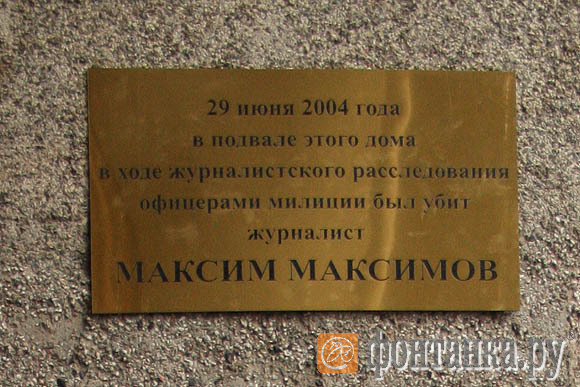 29 июня 2004 года
в подвале этого дома
в ходе журналистского расследования
офицерами милиции был убит
журналист
МАКСИМ МАКСИМОВ
фонтанка.ру